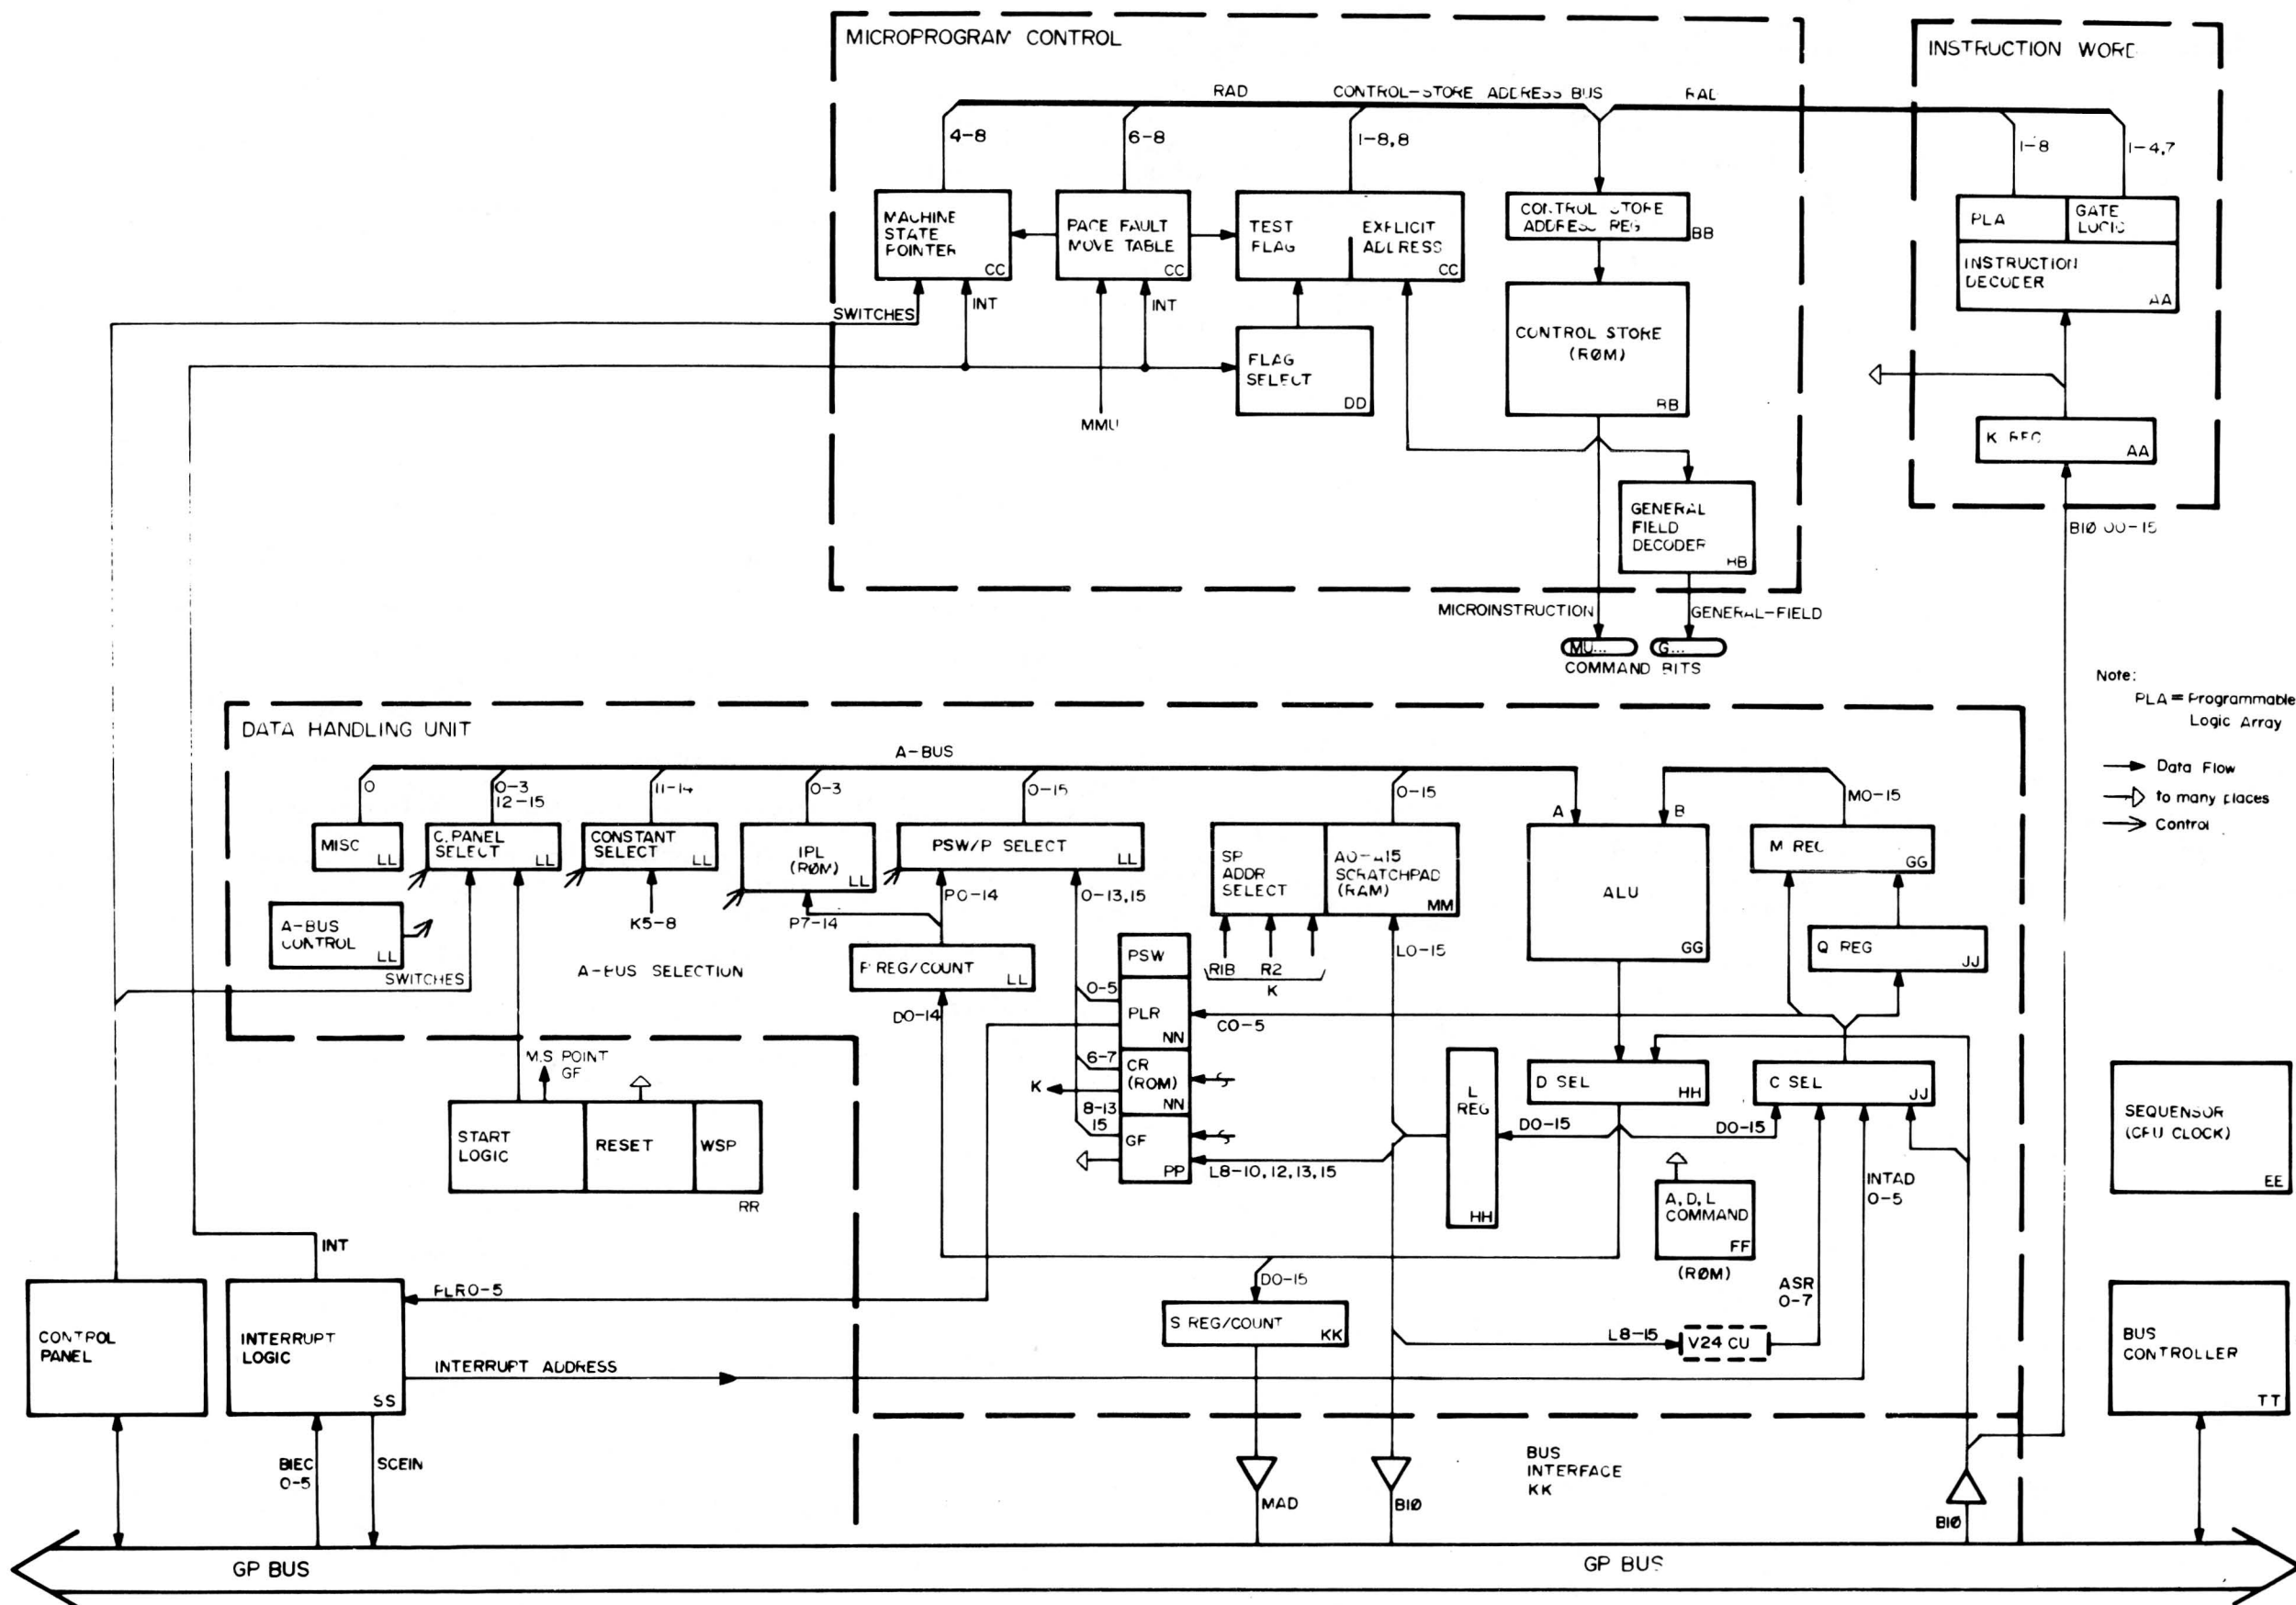 MICROPROGRAM CONTROL
INSTRUCTION WORD
RAD
CONTROL-STORE ADDRESS BUS
RAD
4-8
6-8
1-8,8
1-8
1-4,7
MACHINE
STATE
POINTER
CC
PAGE FAULT
MOVE TABLE
CC
TEST
FLAG
EXPLICIT
ADDRESS
CC
CONTROL STORE
ADDRESS REG
BB
PLA
GATE
LOGIC
INSTRUCTION
DECODER
AA
SWITCHES
INT
INT
MMU
FLAG
SELECT
DD
CONTROL STORE
(RØM)
BB
K REG
AA
GENERAL
FIELD
DECODER
BB
BIØ 00-15
MICROINSTRUCTION
GENERAL-FIELD
MU...
G...
COMMAND BITS
Note:
PLA = Programmable
Logic Array
Data Flow
to many places
Control
DATA HANDLING UNIT
A-BUS
0
0-3
12-15
11-14
0-3
0-15
0-15
M0-15
MISC
LL
C. PANEL
SELECT
LL
CONSTANT
SELECT
LL
IPL
(RØM)
LL
PSW/P SELECT
LL
SP
ADDR
SELECT
A0-A15
SCRATCHPAD
(RAM)
MM
A
B
ALU
GG
M REG
GG
A-BUS
CONTROL
LL
SWITCHES
K5-8
A-BUS SELECTION
P7-14
P0-14
0-13,15
P REG/COUNT
LL
D0-14
PSW
R1B
R2
K
L0-15
Q REG
JJ
0-5
PLR
NN
C0-5
6-7
CR
(ROM)
NN
K
8-13
15
GF
PP
L8-10,12,13,15
L
REG
HH
D SEL
HH
C SEL
JJ
D0-15
D0-15
M.S POINT
GF
START
LOGIC
RESET
WSP
RR
A, D, L
COMMAND
FF
(RØM)
INTAD
0-5
SEQUENSOR
(CPU CLOCK)
EE
INT
PLR0-5
D0-15
S REG/COUNT
KK
ASR
0-7
L8-15
V24 CU
CONTROL
PANEL
INTERRUPT
LOGIC
SS
INTERRUPT ADDRESS
BUS
CONTROLLER
TT
BIEC
0-5
SCEIN
MAD
BIØ
BUS
INTERFACE
KK
BIØ
GP BUS
GP BUS